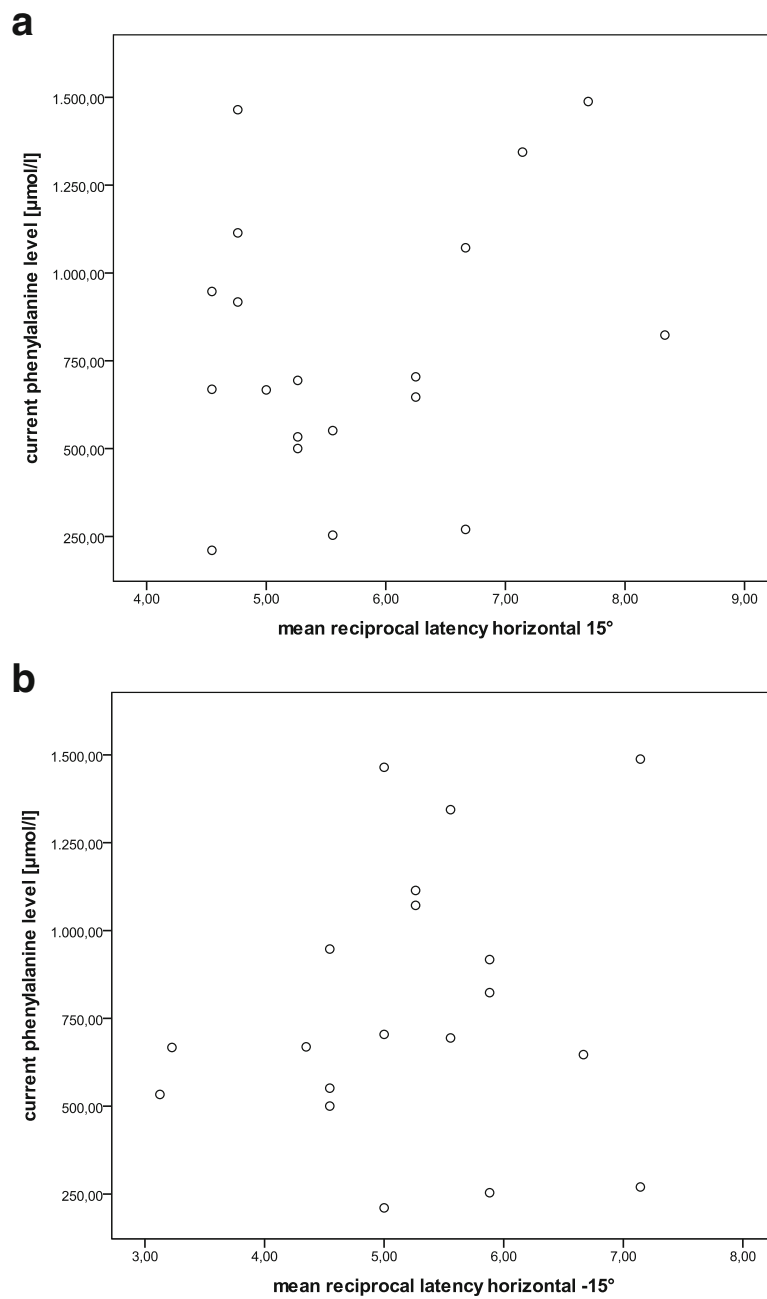 a
1.500,00
1.250,00
1.000,00
750,00
500,00
250,00
current phenylalanine level [µmol/l]
4,00 5,00 6,00 7,00 8,00 9,00
mean reciprocal latency horizontal 15°
b
1.500,00
1.250,00
1.000,00
750,00
500,00
250,00
current phenylalanine level [µmol/l]
3,00 4,00 5,00 6,00 7,00 8,00
mean reciprocal latency horizontal -15°